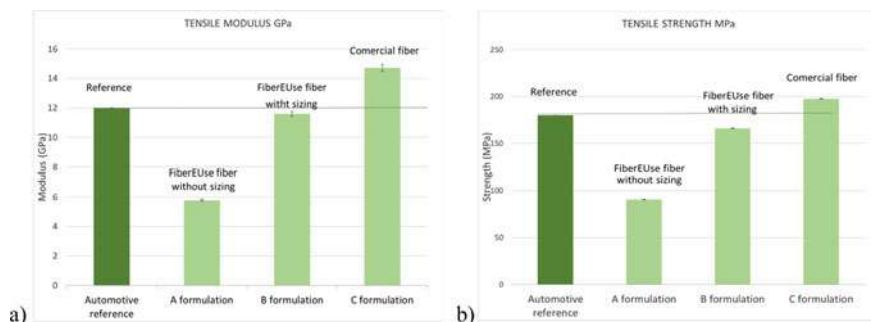 TENSILE MODULUS GPa
16
14
12
10
8
6
4
2
0
Modulus (GPa)
Reference
FiberEUse fiber
without sizing
FiberEUse fiber
witht sizing
Comercial fiber
Automotive
reference
A formulation
B formulation
C formulation
a)
TENSILE STRENGTH MPa
250
200
150
100
50
0
Strength (MPa)
Reference
FiberEUse fiber
without sizing
FiberEUse fiber
with sizing
Comercial fiber
Automotive
reference
A formulation
B formulation
C formulation
b)